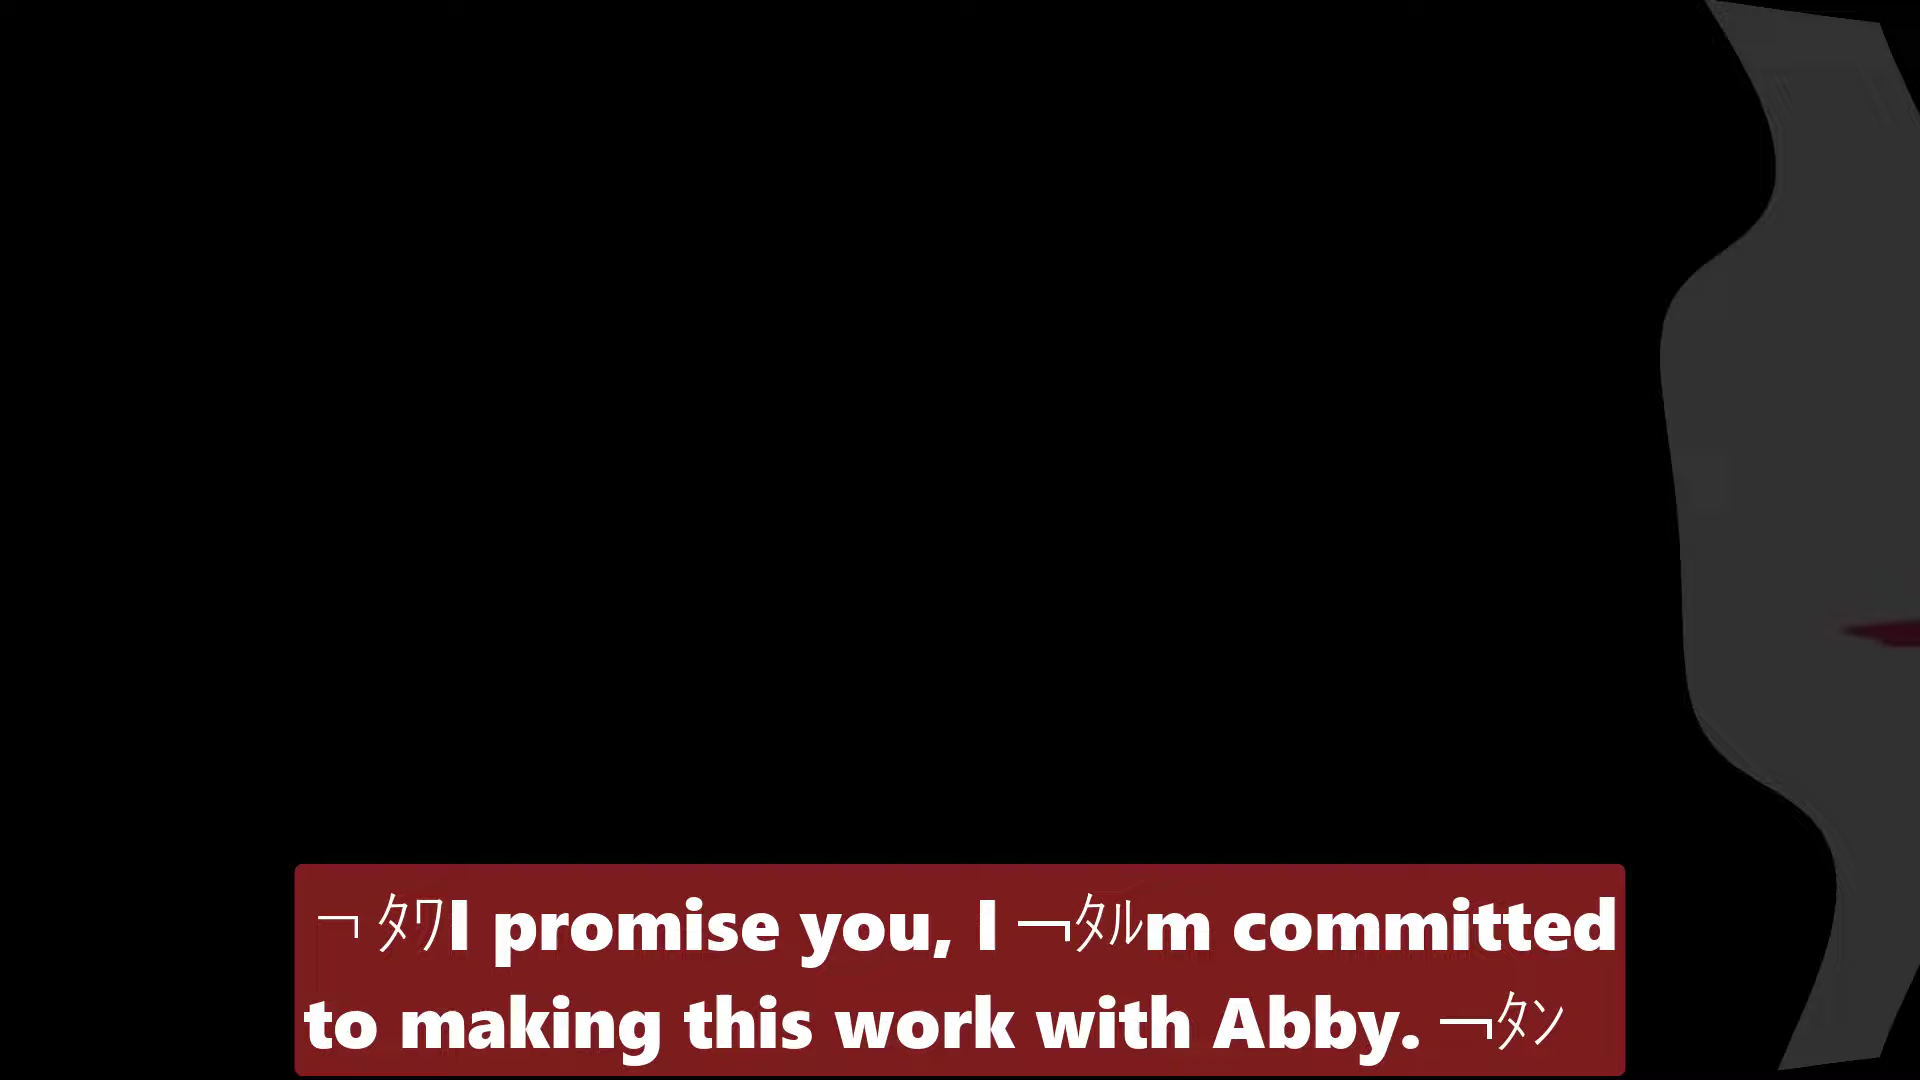 ¬ﾀﾜI promise you, I ¬ﾀﾙm committed
to making this work with Abby. ¬ﾀﾝ